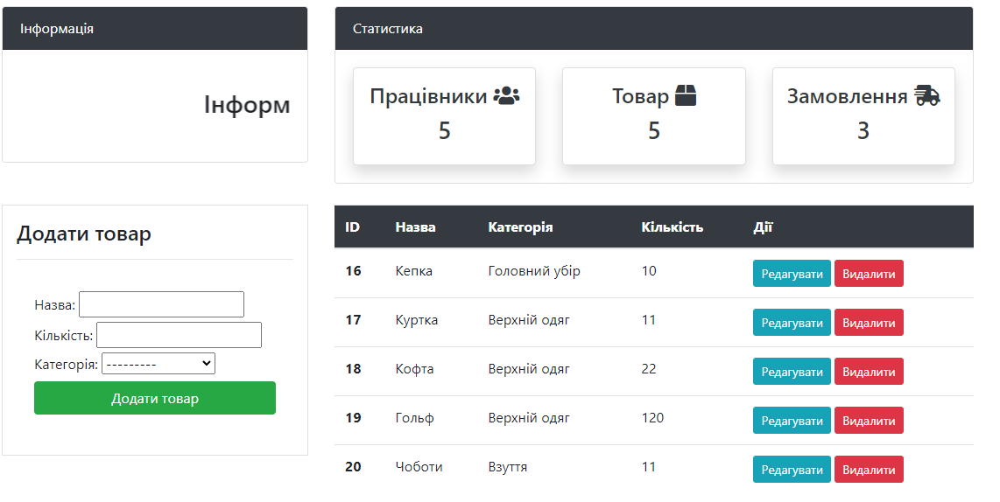 Інформація
Інформ
Статистика
Працівники
5
Товар
5
Замовлення
3
Додати товар
Назва:
Кількість:
Категорія: ---------
Додати товар
ID Назва Категорія Кількість Дії
16 Кепка Головний убір 10 Редагувати Видалити
17 Куртка Верхній одяг 11 Редагувати Видалити
18 Кофта Верхній одяг 22 Редагувати Видалити
19 Гольф Верхній одяг 120 Редагувати Видалити
20 Чоботи Взуття 11 Редагувати Видалити